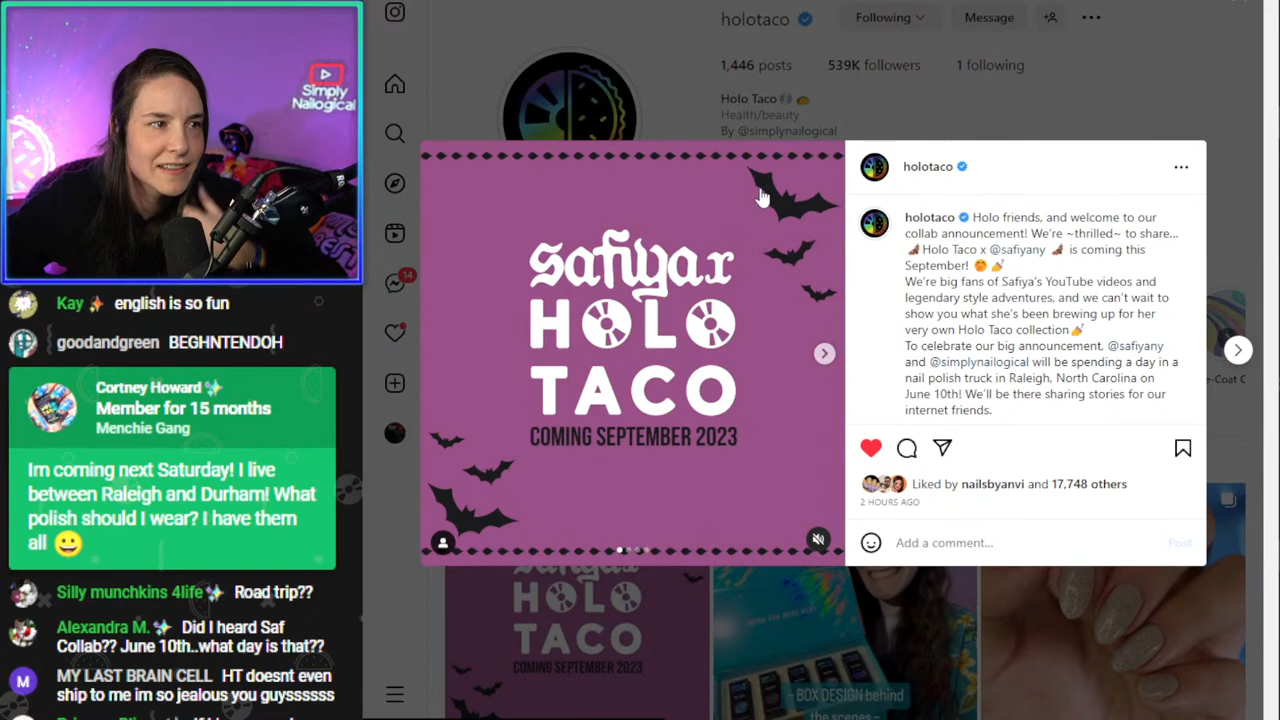 Simply
Nailogical
Kay✨ english is so fun
goodandgreen BEGHNTENDOH
Cortney Howard✨
Member for 15 months
Menchie Gang
Im coming next Saturday! I live
between Raleigh and Durham! What
polish should I wear? I have them
all 😀
Silly munchkins 4life✨ Road trip??
Alexandra M.✨ Did I heard Saf
Collab?? June 10th..what day is that??
M
MY LAST BRAIN CELL HT doesnt even
ship to me im so jealous you guyssssss
14
holotaco
Following
Message
1,446 posts 539K followers 1 following
Holo Taco
Health/beauty
By @simplynailogical
safiya x
HOLO
TACO
COMING SEPTEMBER 2023
holotaco
holotaco Holo friends, and welcome to our
collab announcement! We're ~thrilled~ to share...
Holo Taco x @safiyany is coming this
September!
We're big fans of Safiya's YouTube videos and
legendary style adventures, and we can't wait to
show you what she's been brewing up for her
very own Holo Taco collection💅
To celebrate our big announcement, @safiyany
and @simplynailogical will be spending a day in a
nail polish truck in Raleigh, North Carolina on
June 10th! We'll be there sharing stories for our
internet friends.
Liked by nailsbyanvi and 17,748 others
2 HOURS AGO
Add a comment...
Post
HOLO
TACO
COMING SEPTEMBER 2023
~ BOX DESIGN behind
the scenes ~